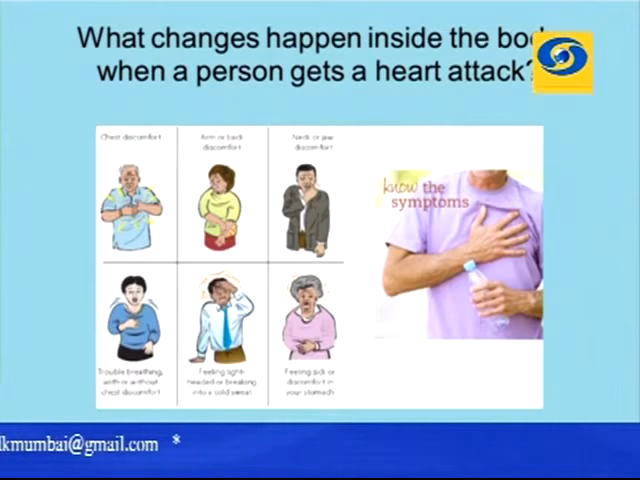 What changes happen inside the
when a person gets a heart attack?
Chest discomfort
Arm or back
discomfort
Neck or jaw
discomfort
know the
symptoms
Trouble breathing,
with or without
chest discomfort
Feeling light-
headed or breaking
into a cold sweat
Feeling sick or
discomfort in
your stomach
lkmumbai@gmail.com *